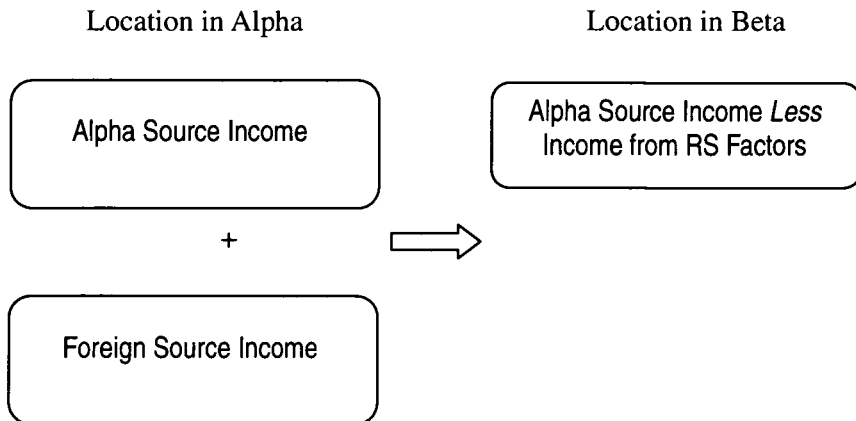 Location in Alpha
Location in Beta
Alpha Source Income
Alpha Source Income Less
Income from RS Factors
+
Foreign Source Income